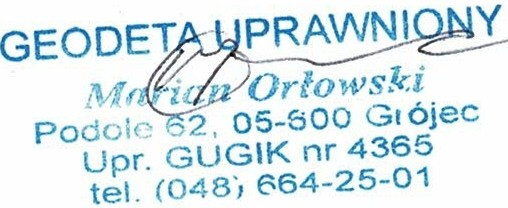 GEODETA UPRAWNIONY
Marian Orłowski
Podole 62, 05-600 Grójec
Upr. GUGIK nr 4365
tel. (048) 664-25-01